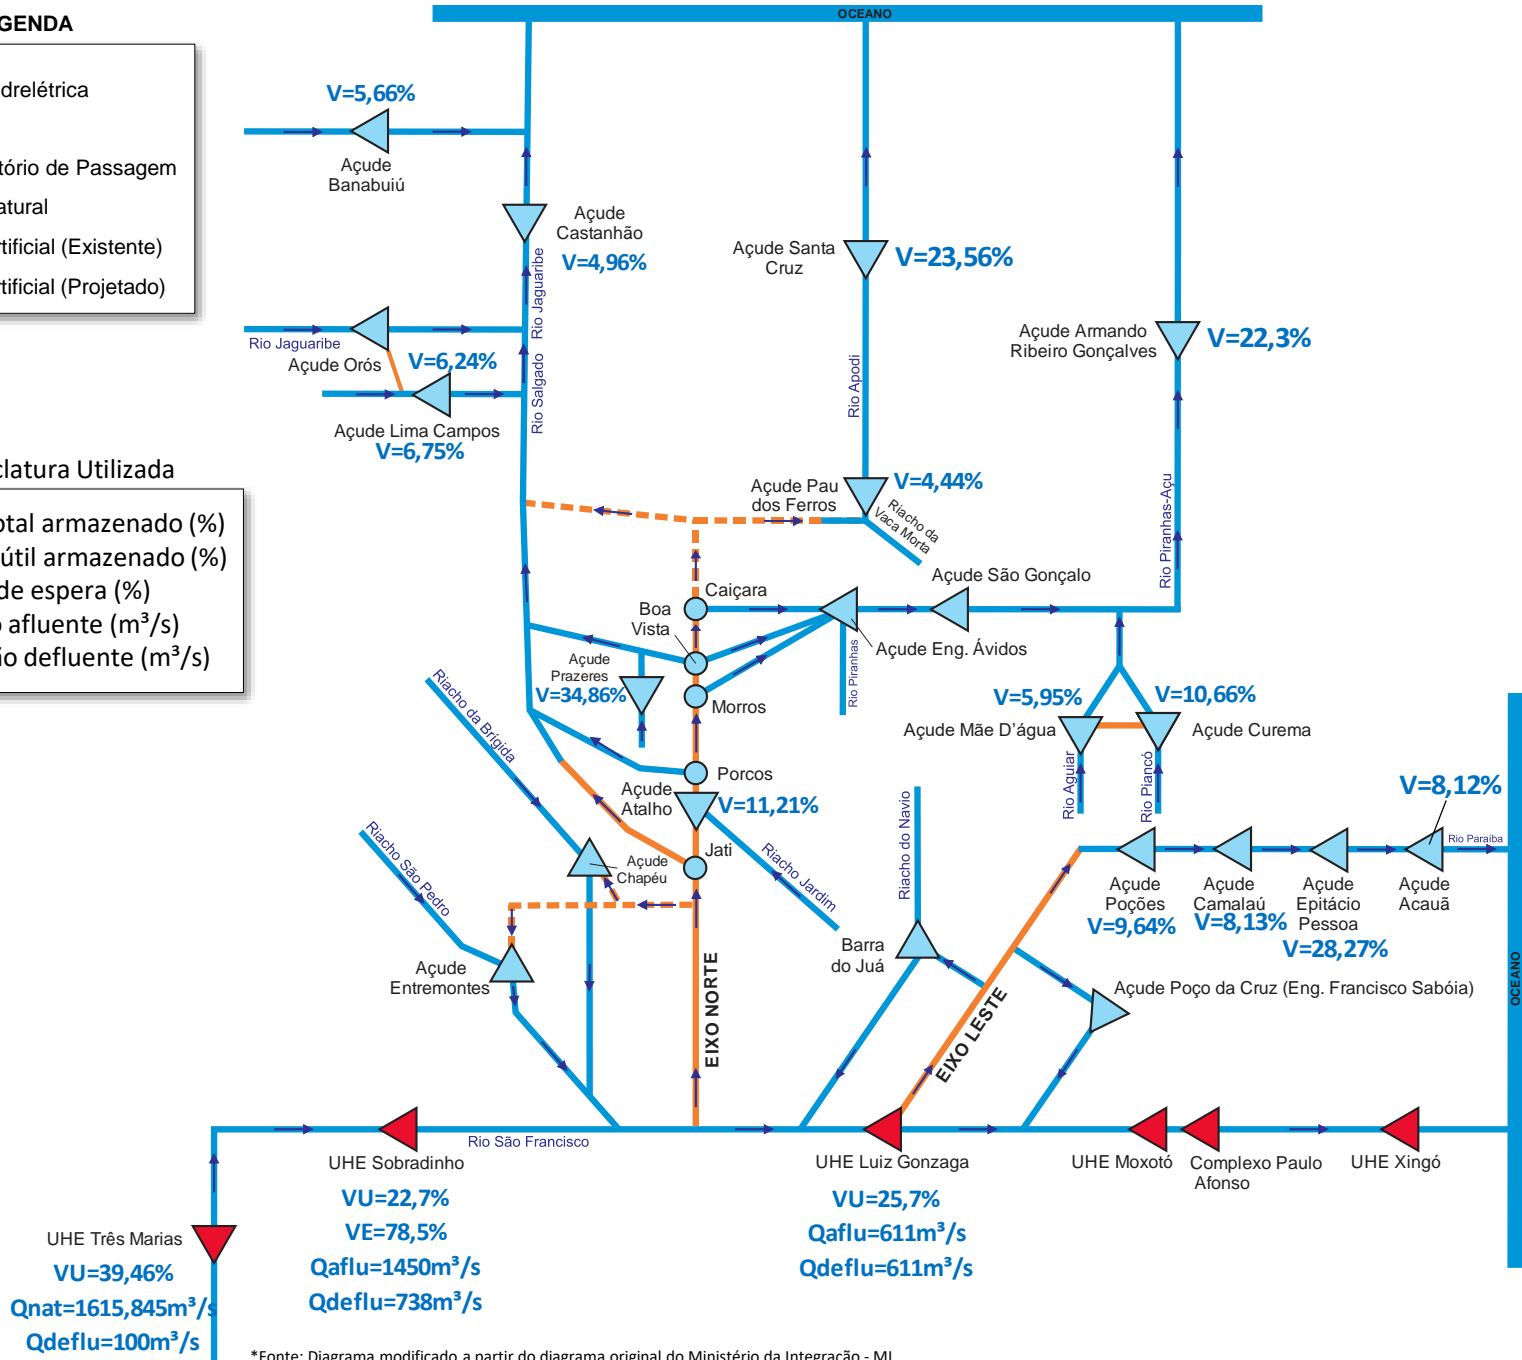 OCEANO
GENDA
drelétrica
tório de Passagem
atural
rtificial (Existente)
rtificial (Projetado)
V=5,66%
Açude
Banabuiú
Açude
Castanhão
V=4,96%
Rio Jaguaribe
Açude Santa
Cruz
V=23,56%
Rio Jaguaribe
Açude Orós
V=6,24%
Açude Lima Campos
V=6,75%
Rio Salgado
Rio Apodi
Açude Armando
Ribeiro Gonçalves
V=22,3%
clatura Utilizada
otal armazenado (%)
útil armazenado (%)
de espera (%)
o afluente (m³/s)
ão defluente (m³/s)
Açude Pau
dos Ferros
V=4,44%
Riacho da
Vaca Morta
Rio Piranhas-Açu
Caiçara
Boa
Vista
Açude São Gonçalo
Açude Eng. Ávidos
Rio Piranhas
Açude
Prazeres
V=34,86%
Morros
Riacho da Brígida
Porcos
Açude
Atalho
V=11,21%
Jati
Açude
Chapéu
Riacho São Pedro
Riacho Jardim
Açude
Entremontes
EIXO NORTE
V=5,95%
Açude Mãe D'água
V=10,66%
Açude Curema
Rio Aguiar
Rio Piancó
V=8,12%
Rio Paraíba
Riacho do Navio
Barra
do Juá
Açude
Poções
V=9,64%
Açude
Camalaú
V=8,13%
Açude
Epitácio
Pessoa
V=28,27%
Açude
Acauã
Açude Poço da Cruz (Eng. Francisco Sabóia)
EIXO LESTE
OCEANO
Rio São Francisco
UHE Sobradinho
VU=22,7%
VE=78,5%
Qaflu=1450m³/s
Qdeflu=738m³/s
UHE Luiz Gonzaga
VU=25,7%
Qaflu=611m³/s
Qdeflu=611m³/s
UHE Moxotó
Complexo Paulo
Afonso
UHE Xingó
UHE Três Marias
VU=39,46%
Qnat=1615,845m³/s
Qdeflu=100m³/s
*Fonte: Diagrama modificado a partir do diagrama original do Ministério da Integração - MI